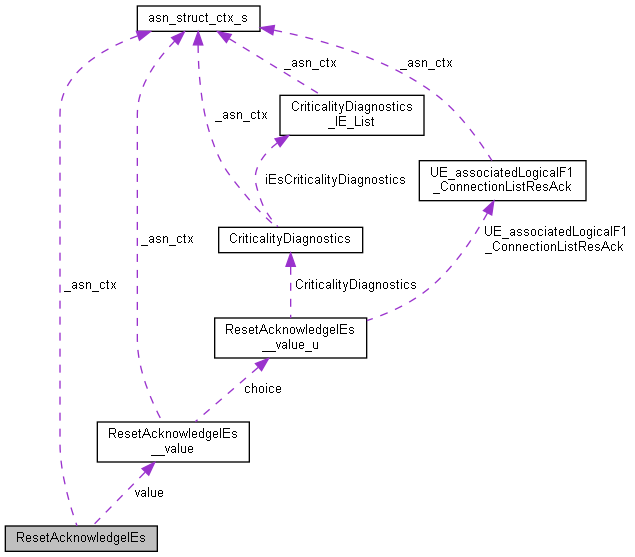 asn_struct_ctx_s
_asn_ctx
_asn_ctx
CriticalityDiagnostics
_IE_List
_asn_ctx
UE_associatedLogicalF1
_ConnectionListResAck
iEsCriticalityDiagnostics
CriticalityDiagnostics
UE_associatedLogicalF1
_ConnectionListResAck
_asn_ctx
_asn_ctx
CriticalityDiagnostics
ResetAcknowledgeIEs
__value_u
choice
ResetAcknowledgeIEs
__value
value
ResetAcknowledgeIEs